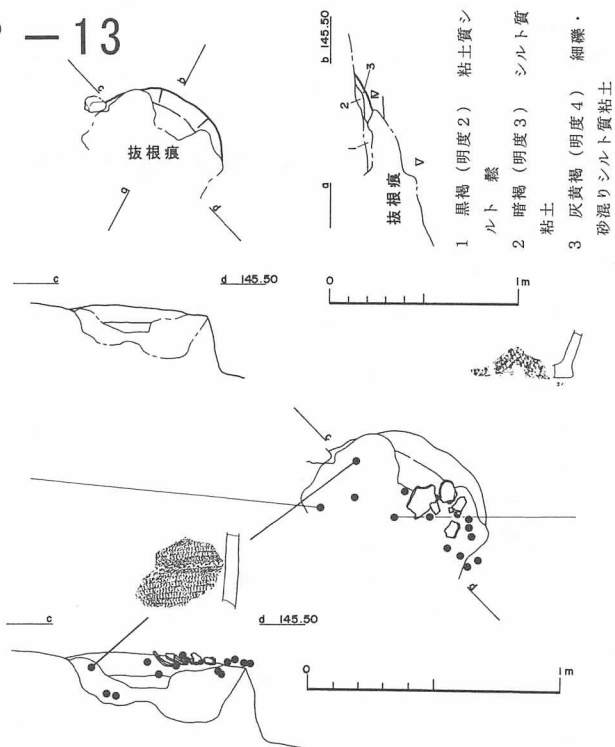 －13
c
b
抜根痕
a
d
b 145.50
3
2
1
Ⅳ
Ⅴ
a
抜根痕
1 黒褐（明度2） 粘土質シ
ルト 鬆
2 暗褐（明度3） シルト質
粘土
3 灰黄褐（明度4） 細礫・
砂混りシルト質粘土
c
d 145.50
0
1m
c
d
c
d 145.50
0
1m